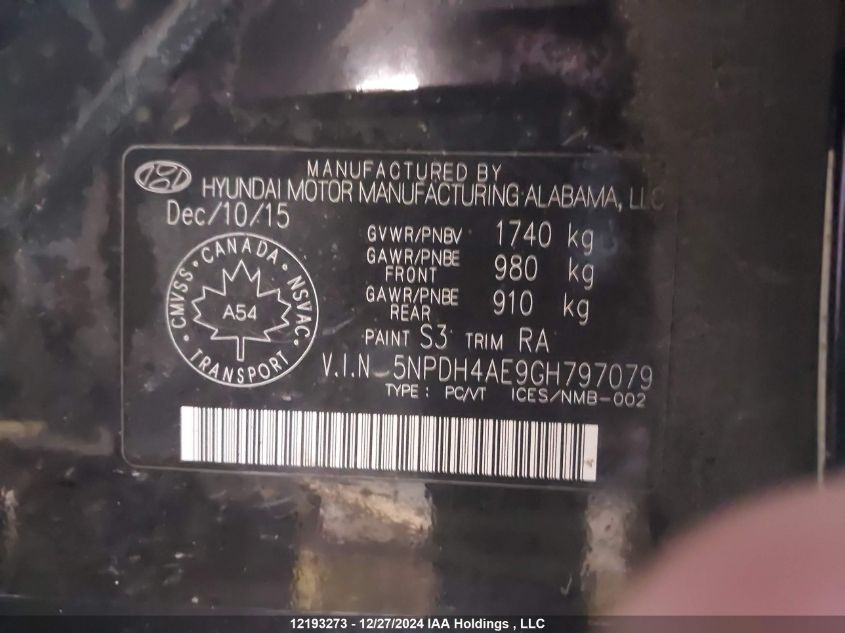 MANUFACTURED BY
HYUNDAI MOTOR MANUFACTURING ALABAMA, LLC
Dec/10/15
GVWR/PNBV 1740 kg
GAWR/PNBE FRONT 980 kg
GAWR/PNBE REAR 910 kg
PAINT S3 TRIM RA
CMVSS · CANADA · NSVAC · TRANSPORT ·
A54
V.I.N 5NPDH4AE9GH797079
TYPE : PC/VT ICES/NMB-002
12193273 - 12/27/2024 IAA Holdings , LLC